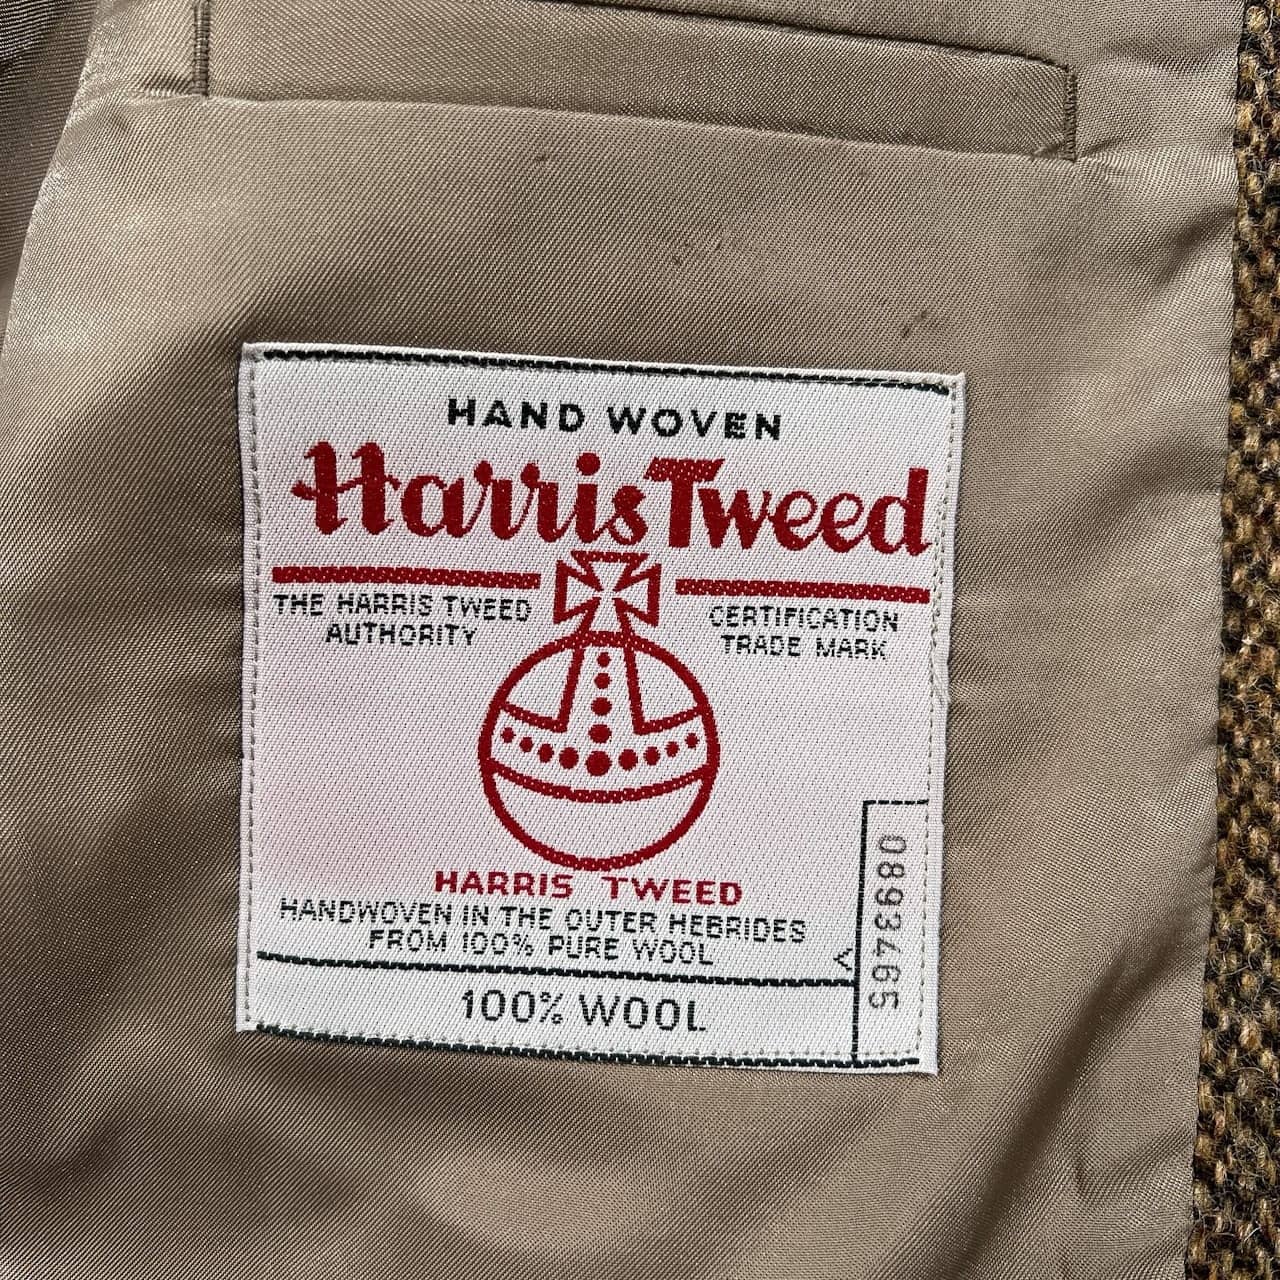 HAND WOVEN
Harris Tweed
THE HARRIS TWEED
AUTHORITY
CERTIFICATION
TRADE MARK
HARRIS TWEED
HANDWOVEN IN THE OUTER HEBRIDES
FROM 100% PURE WOOL
100% WOOL
0893465